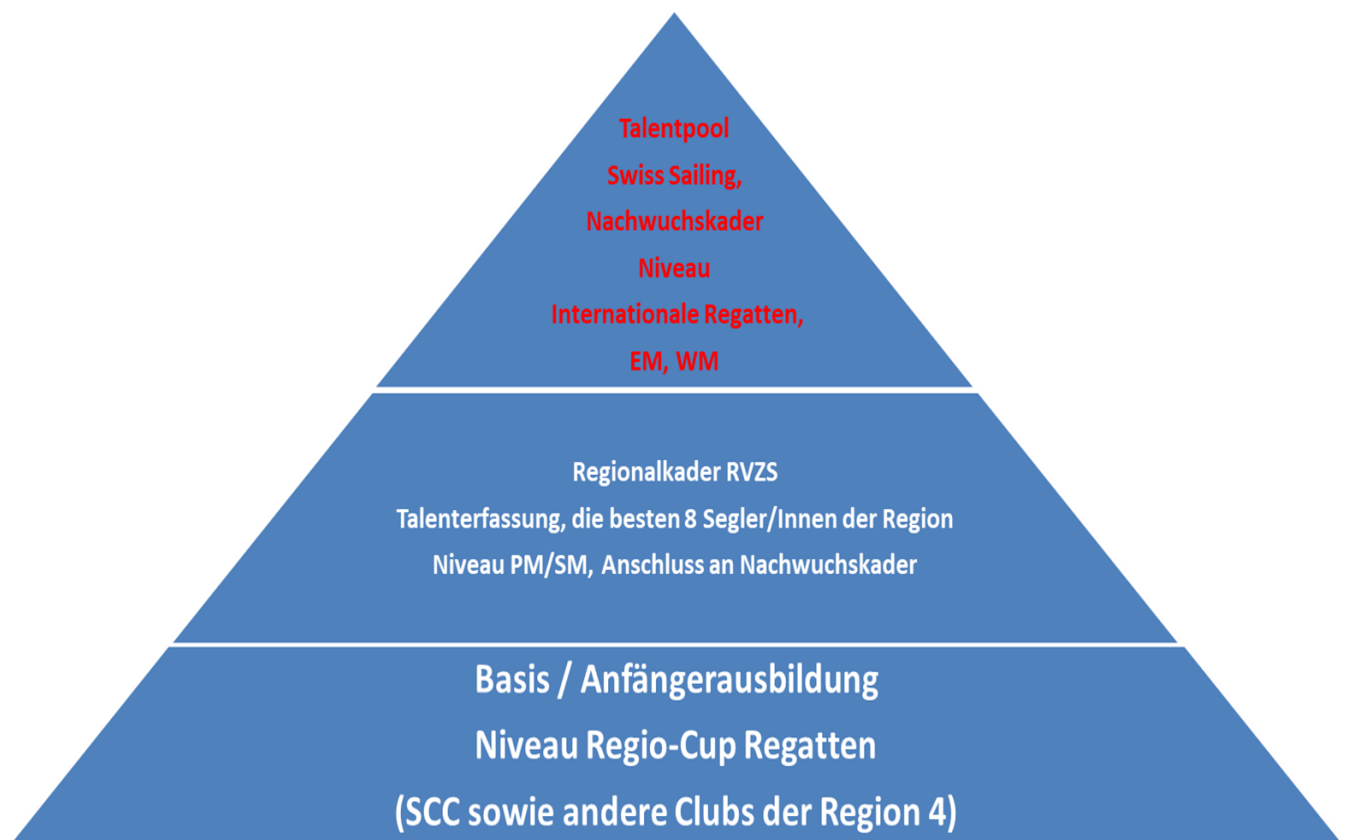 Talentpool
Swiss Sailing,
Nachwuchskader
Niveau
Internationale Regatten,
EM, WM
Regionalkader RVZS
Talenterfassung, die besten 8 Segler/Innen der Region
Niveau PM/SM, Anschluss an Nachwuchskader
Basis / Anfängerausbildung
Niveau Regio-Cup Regatten
(SCC sowie andere Clubs der Region 4)